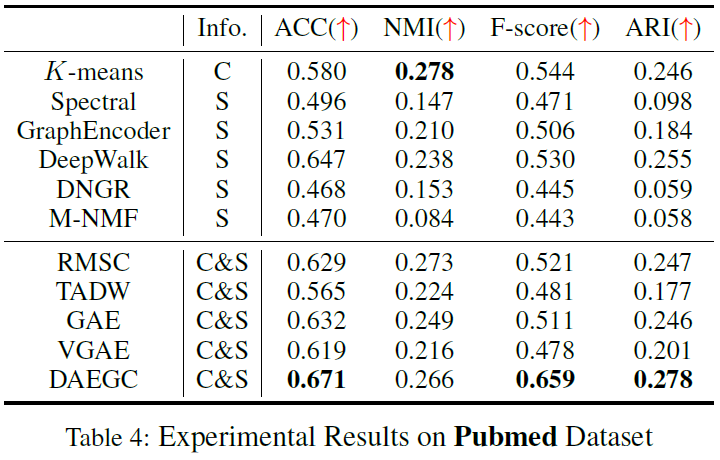 Info. ACC(↑) NMI(↑) F-score(↑) ARI(↑)
K-means C 0.580 0.278 0.544 0.246
Spectral S 0.496 0.147 0.471 0.098
GraphEncoder S 0.531 0.210 0.506 0.184
DeepWalk S 0.647 0.238 0.530 0.255
DNGR S 0.468 0.153 0.445 0.059
M-NMF S 0.470 0.084 0.443 0.058
RMSC C&S 0.629 0.273 0.521 0.247
TADW C&S 0.565 0.224 0.481 0.177
GAE C&S 0.632 0.249 0.511 0.246
VGAE C&S 0.619 0.216 0.478 0.201
DAEGC C&S 0.671 0.266 0.659 0.278
Table 4: Experimental Results on Pubmed Dataset